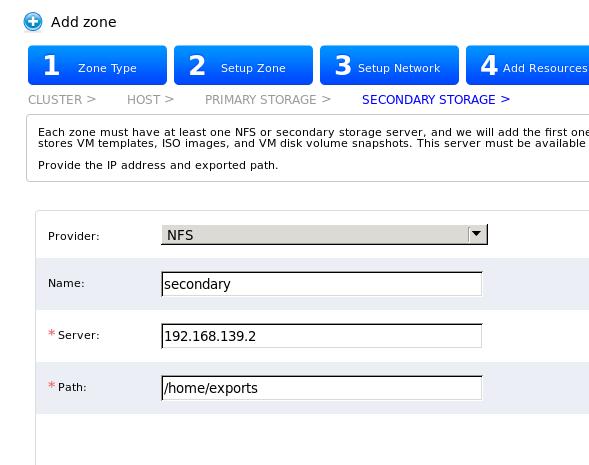 Add zone
1 Zone Type
2 Setup Zone
3 Setup Network
4 Add Resources
CLUSTER > HOST > PRIMARY STORAGE > SECONDARY STORAGE >
Each zone must have at least one NFS or secondary storage server, and we will add the first one
stores VM templates, ISO images, and VM disk volume snapshots. This server must be available
Provide the IP address and exported path.
Provider: NFS
Name: secondary
* Server: 192.168.139.2
* Path: /home/exports